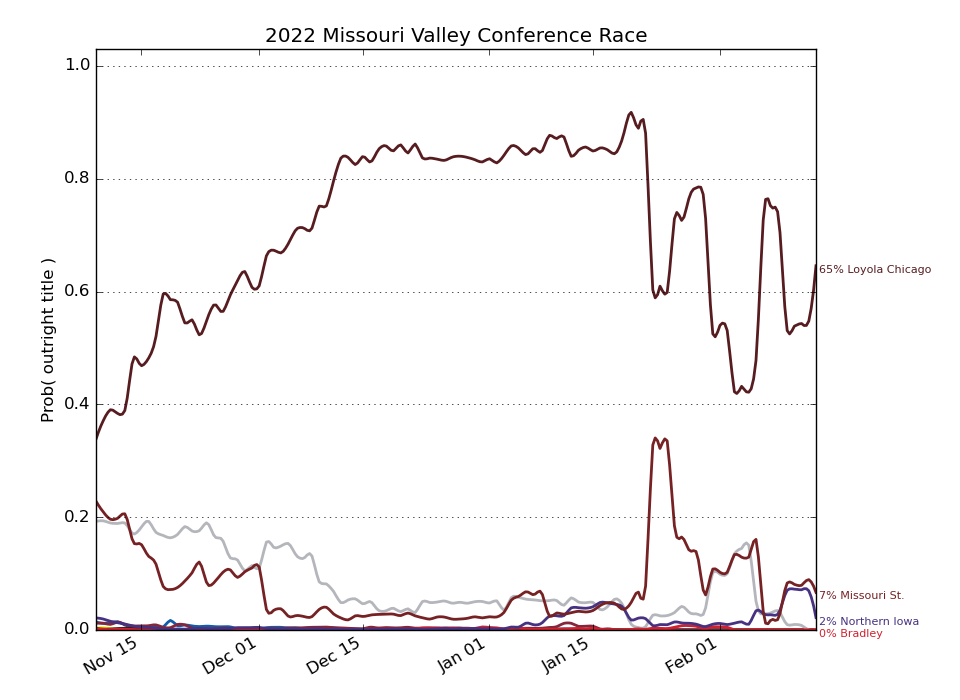 2022 Missouri Valley Conference Race
Prob( outright title )
1.0
0.8
0.6
0.4
0.2
0.0
65% Loyola Chicago
7% Missouri St.
2% Northern Iowa
0% Bradley
Nov 15
Dec 01
Dec 15
Jan 01
Jan 15
Feb 01